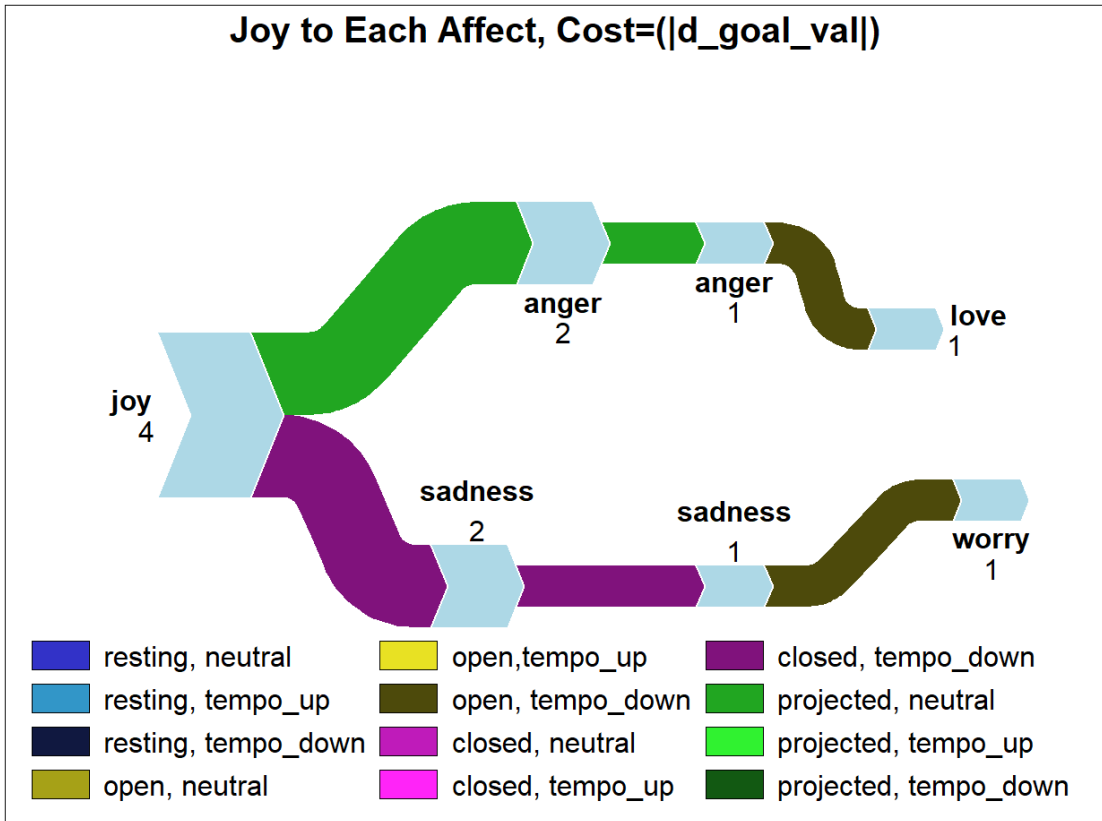 Joy to Each Affect, Cost=(|d_goal_val|)
anger
2
anger
1
love
1
joy
4
sadness
2
sadness
1
worry
1
resting, neutral
resting, tempo_up
resting, tempo_down
open, neutral
open,tempo_up
open, tempo_down
closed, neutral
closed, tempo_up
closed, tempo_down
projected, neutral
projected, tempo_up
projected, tempo_down